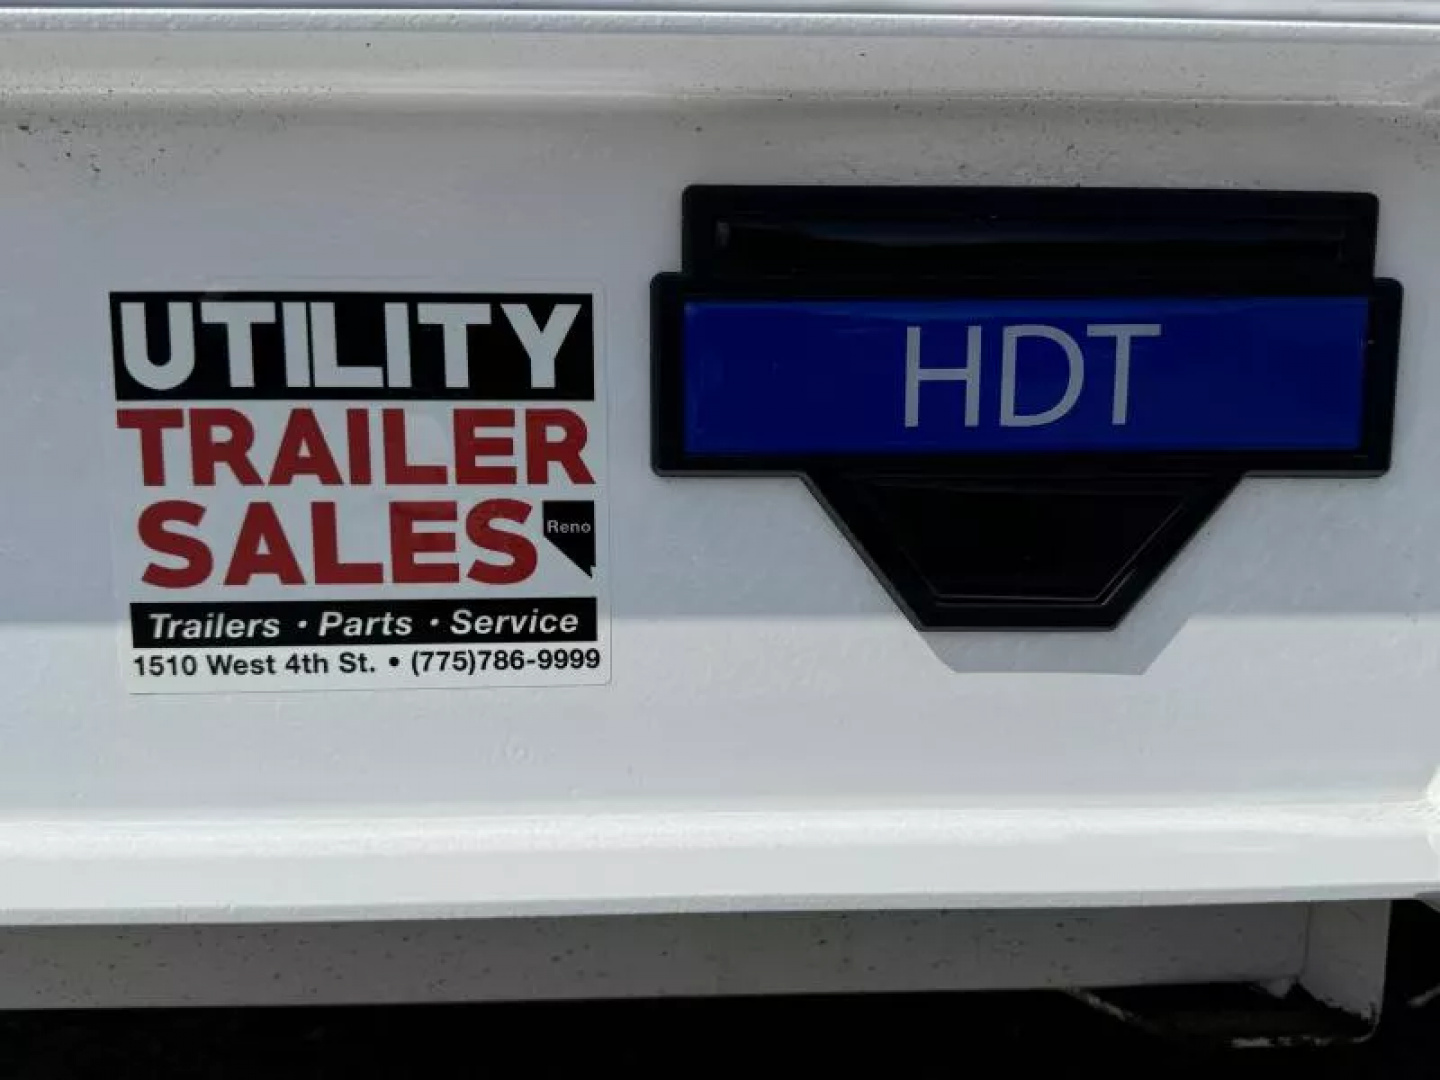 UTILITY
TRAILER
SALES
Reno
Trailers · Parts · Service
1510 West 4th St. • (775)786-9999
HDT